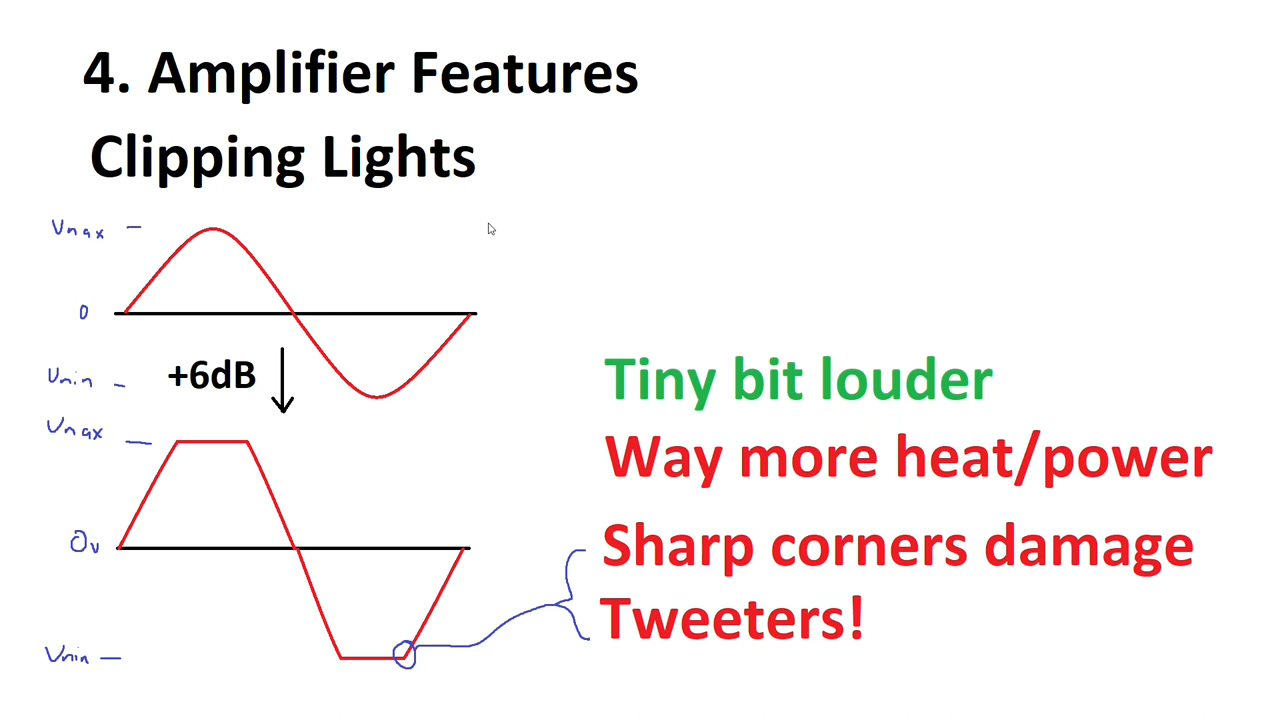 4. Amplifier Features
Clipping Lights
Vmax
0
Vmin
+6dB
Vmax
0v
Vmin
Tiny bit louder
Way more heat/power
Sharp corners damage
Tweeters!